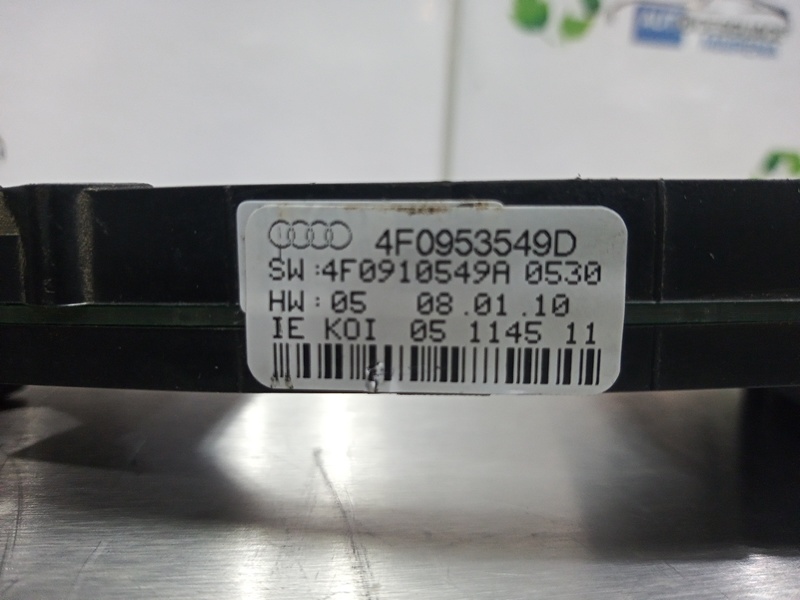 4F0953549D
SW :4F0910549A 0530
HW : 05 08.01.10
IE KOI 05 1145 11